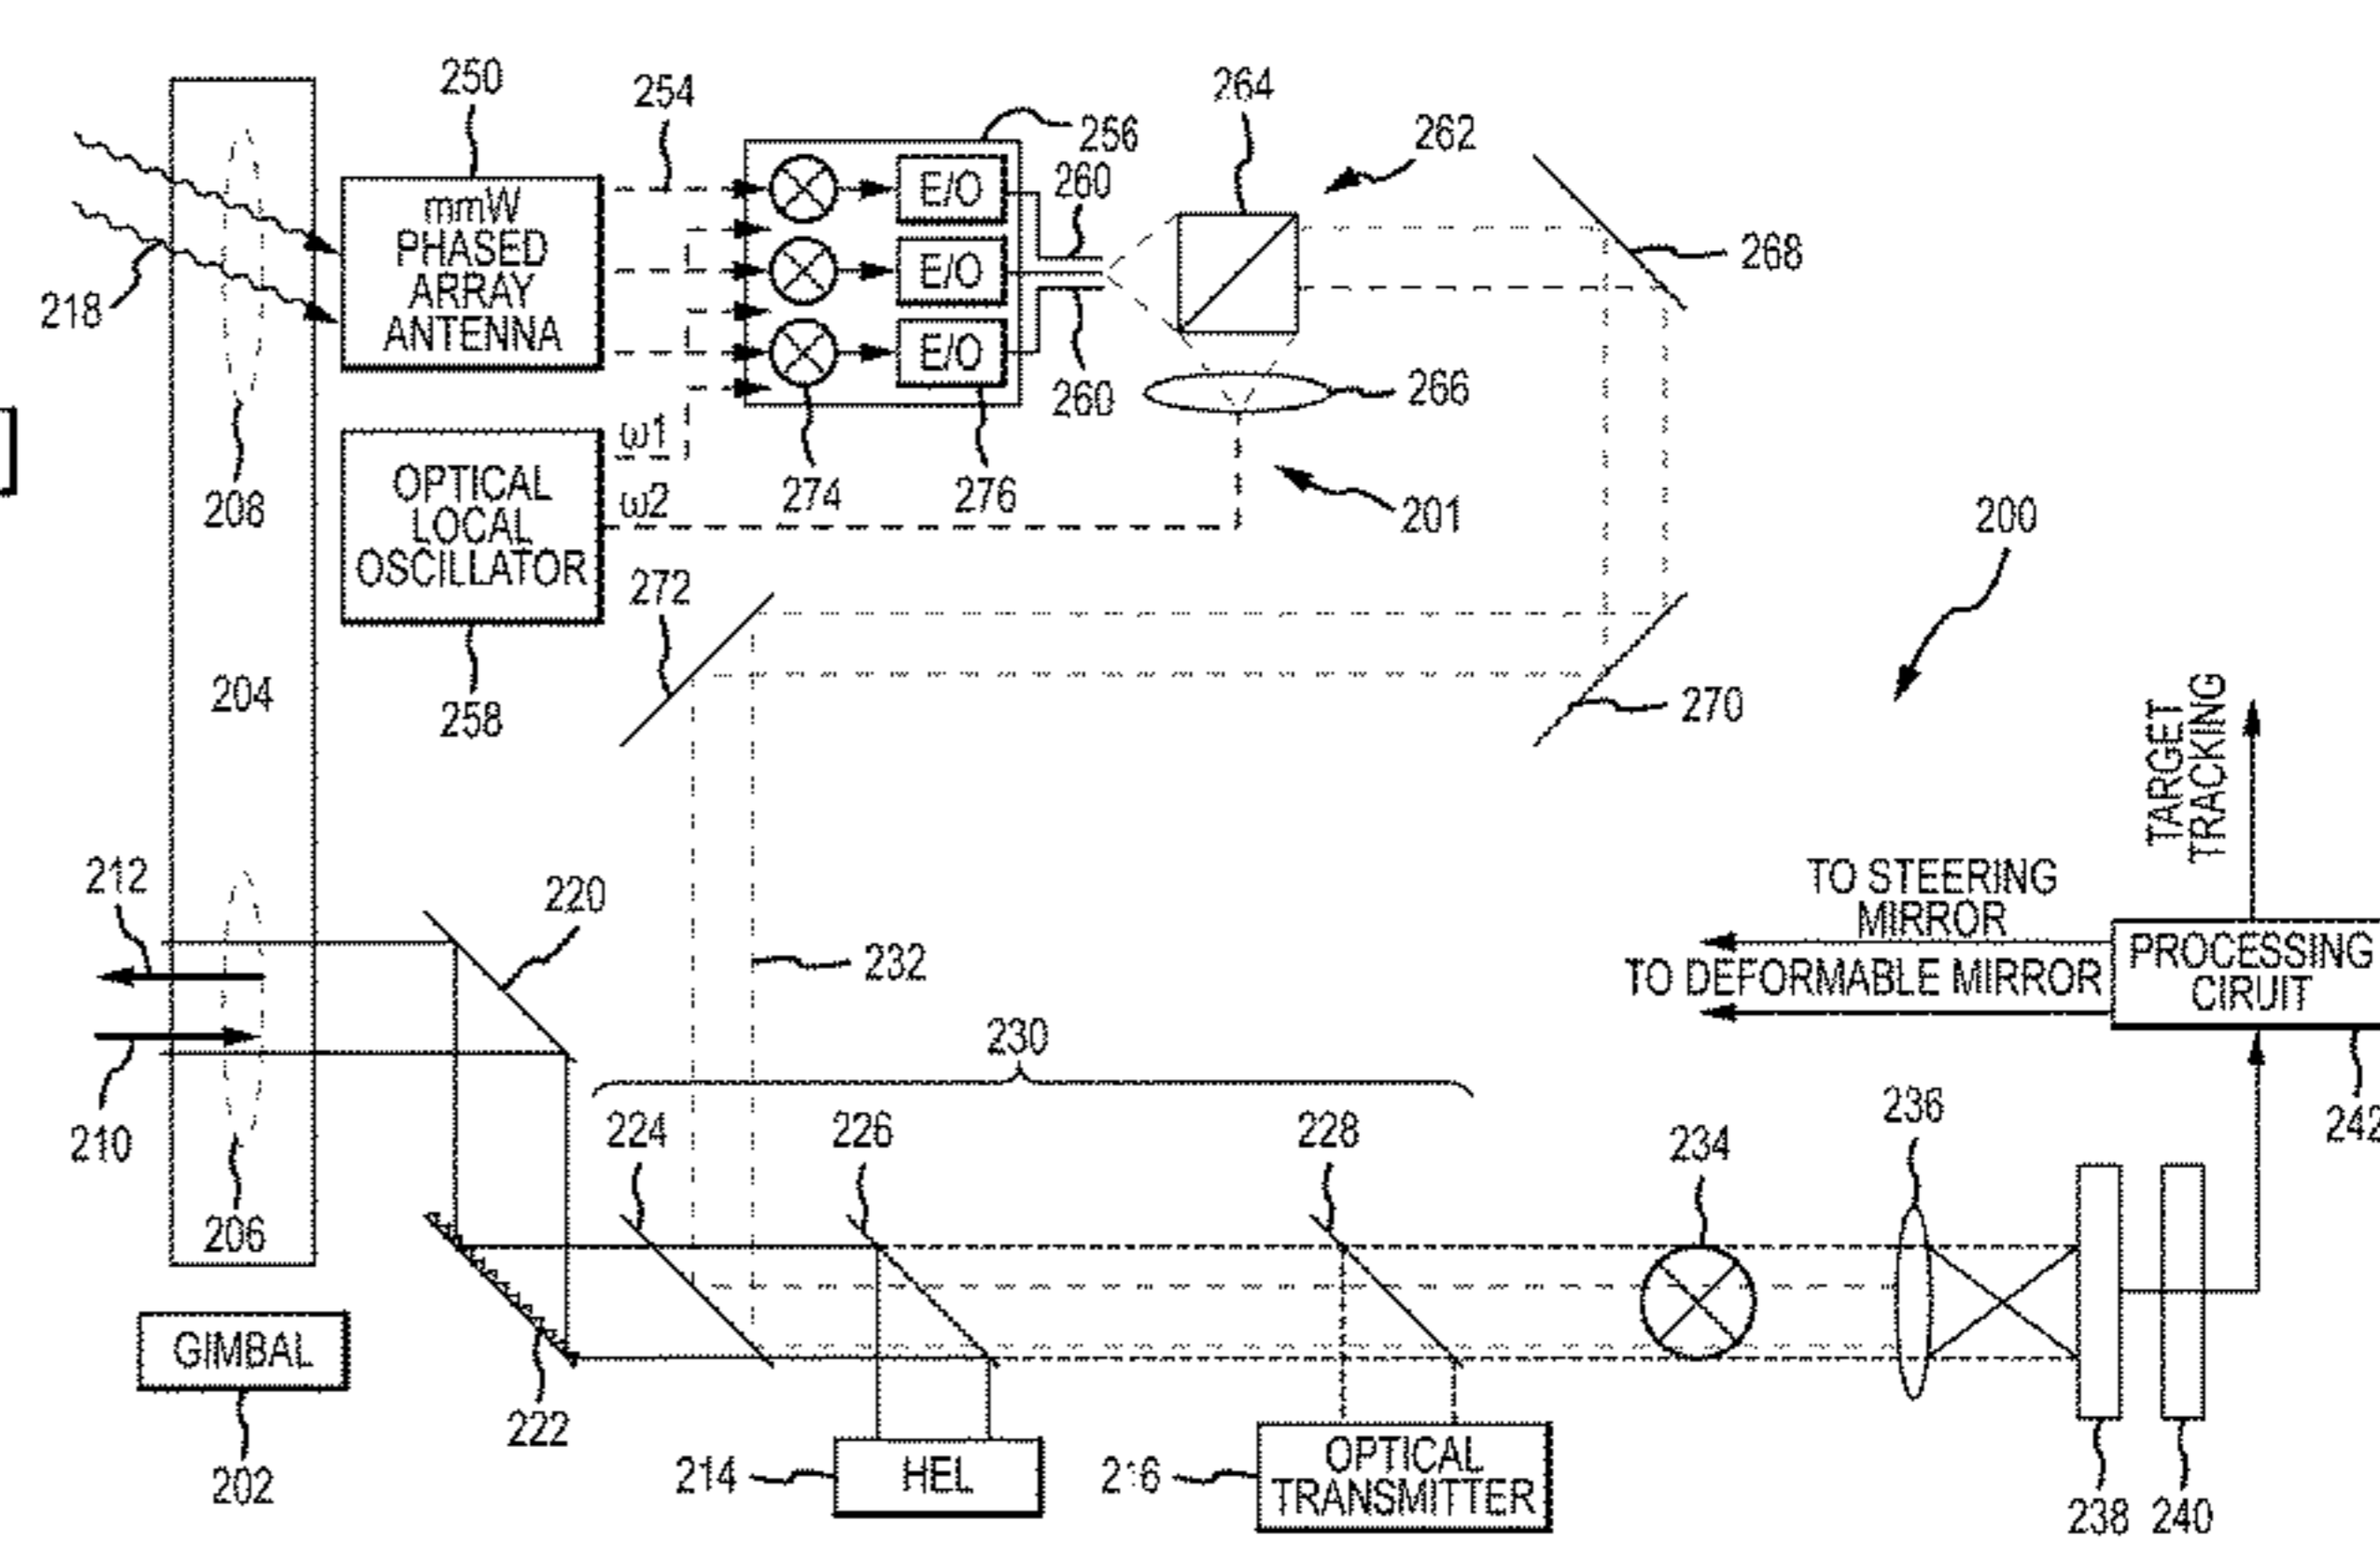 250
254
264
256
262
260
mmW
PHASED
ARRAY
ANTENNA
E/O
E/O
E/O
268
218
260
266
ω1
ω2
208
OPTICAL
LOCAL
OSCILLATOR
274
276
201
200
272
204
258
270
TARGET
TRACKING
212
220
232
TO STEERING
MIRROR
TO DEFORMABLE MIRROR
PROCESSING
CIRUIT
230
210
224
226
228
234
236
242
206
GIMBAL
202
222
214
HEL
216
OPTICAL
TRANSMITTER
238
240